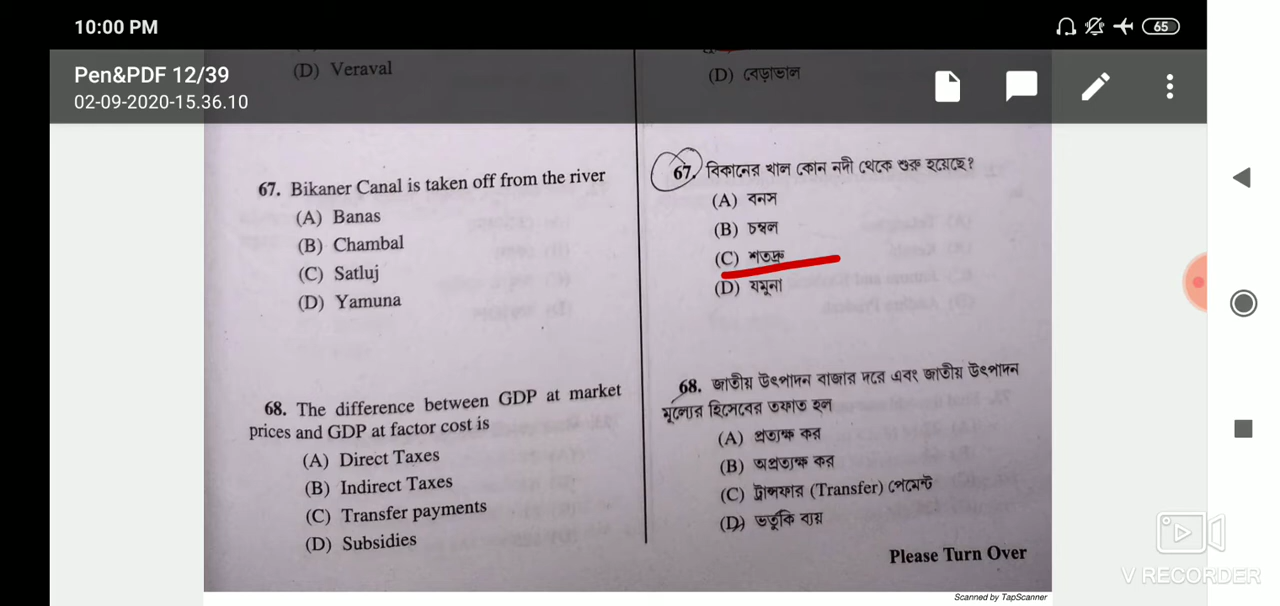 10:00 PM
65
Pen&PDF 12/39
02-09-2020-15.36.10
(D) Veraval
67. Bikaner Canal is taken off from the river
(A) Banas
(B) Chambal
(C) Satluj
(D) Yamuna
68. The difference between GDP at market
prices and GDP at factor cost is
(A) Direct Taxes
(B) Indirect Taxes
(C) Transfer payments
(D) Subsidies
(D) বেড়াভাল
67. বিকানের খাল কোন নদী থেকে শুরু হয়েছে?
(A) বনস
(B) চম্বল
(C) শতদ্রু
(D) যমুনা
68. জাতীয় উৎপাদন বাজার দরে এবং জাতীয় উৎপাদন
মূল্যের হিসেবের তফাত হল
(A) প্রত্যক্ষ কর
(B) অপ্রত্যক্ষ কর
(C) ট্রান্সফার (Transfer) পেমেন্ট
(D) ভর্তুকি ব্যয়
Please Turn Over
Scanned by TapScanner
V RECORDER